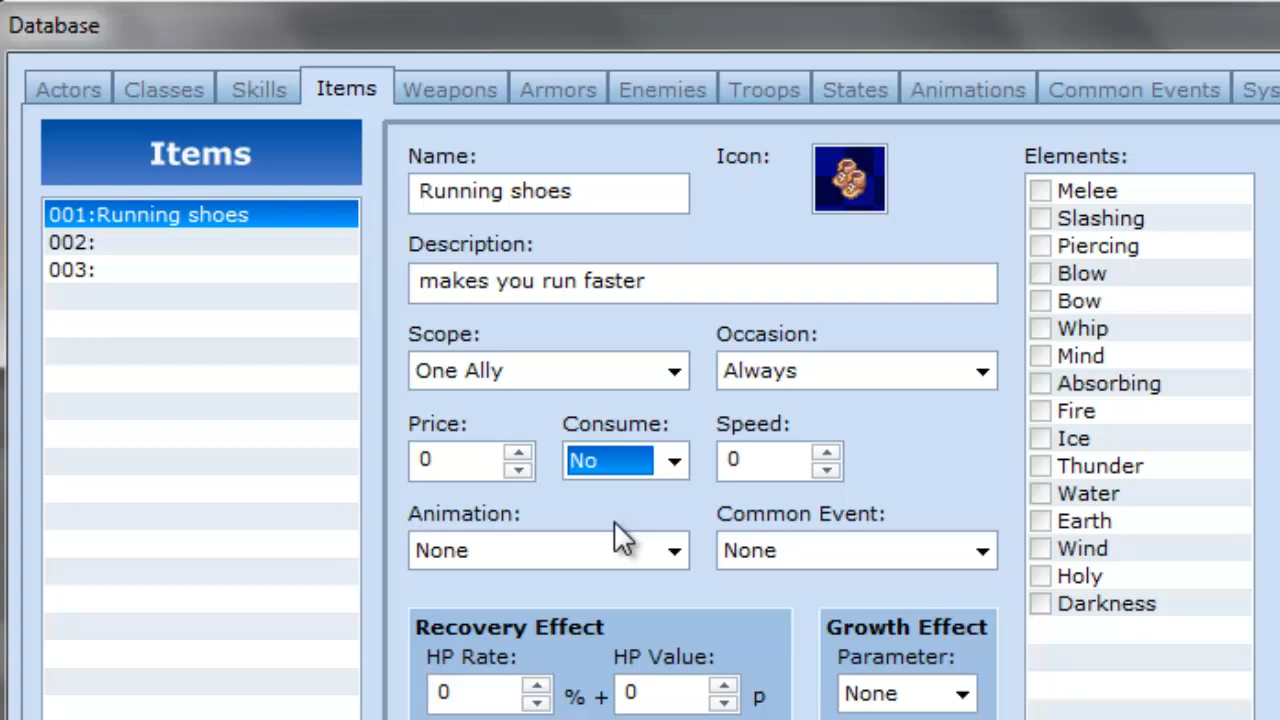 Database
Actors Classes Skills Items Weapons Armors Enemies Troops States Animations Common Events Sys
Items
001:Running shoes
002:
003:
Name:
Running shoes
Icon:
Description:
makes you run faster
Scope:
One Ally
Occasion:
Always
Price:
0
Consume:
No
Speed:
0
Animation:
None
Common Event:
None
Recovery Effect
HP Rate:
0 % +
HP Value:
0 p
Growth Effect
Parameter:
None
Elements:
Melee
Slashing
Piercing
Blow
Bow
Whip
Mind
Absorbing
Fire
Ice
Thunder
Water
Earth
Wind
Holy
Darkness